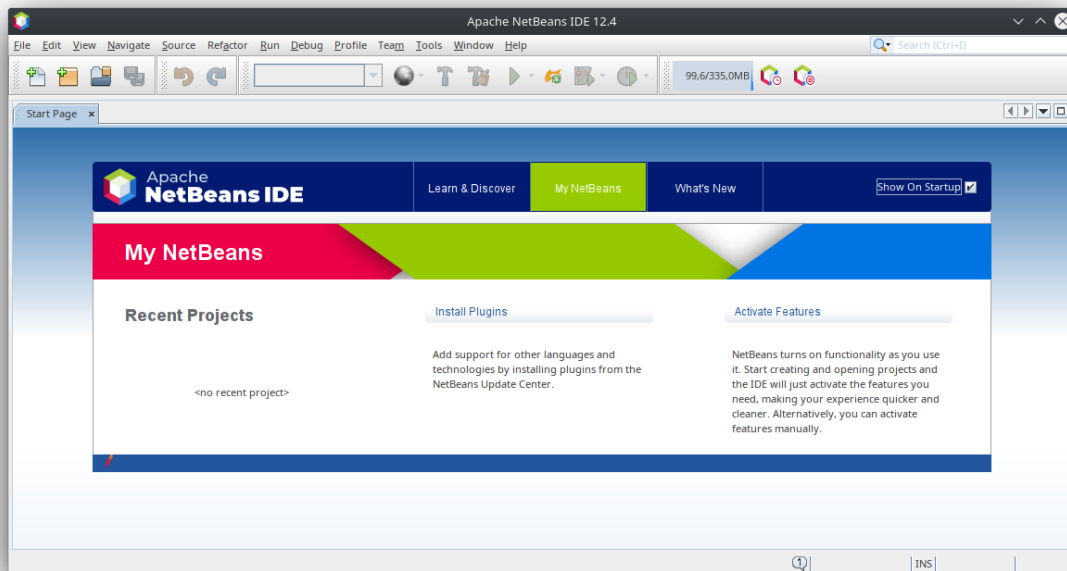 Apache NetBeans IDE 12.4
File Edit View Navigate Source Refactor Run Debug Profile Team Tools Window Help
Search (Ctrl+I)
99,6/335,0MB
Start Page
Apache
NetBeans IDE
Learn & Discover
My NetBeans
What's New
Show On Startup
My NetBeans
Recent Projects
<no recent project>
Install Plugins
Add support for other languages and
technologies by installing plugins from the
NetBeans Update Center.
Activate Features
NetBeans turns on functionality as you use
it. Start creating and opening projects and
the IDE will just activate the features you
need, making your experience quicker and
cleaner. Alternatively, you can activate
features manually.
1
INS